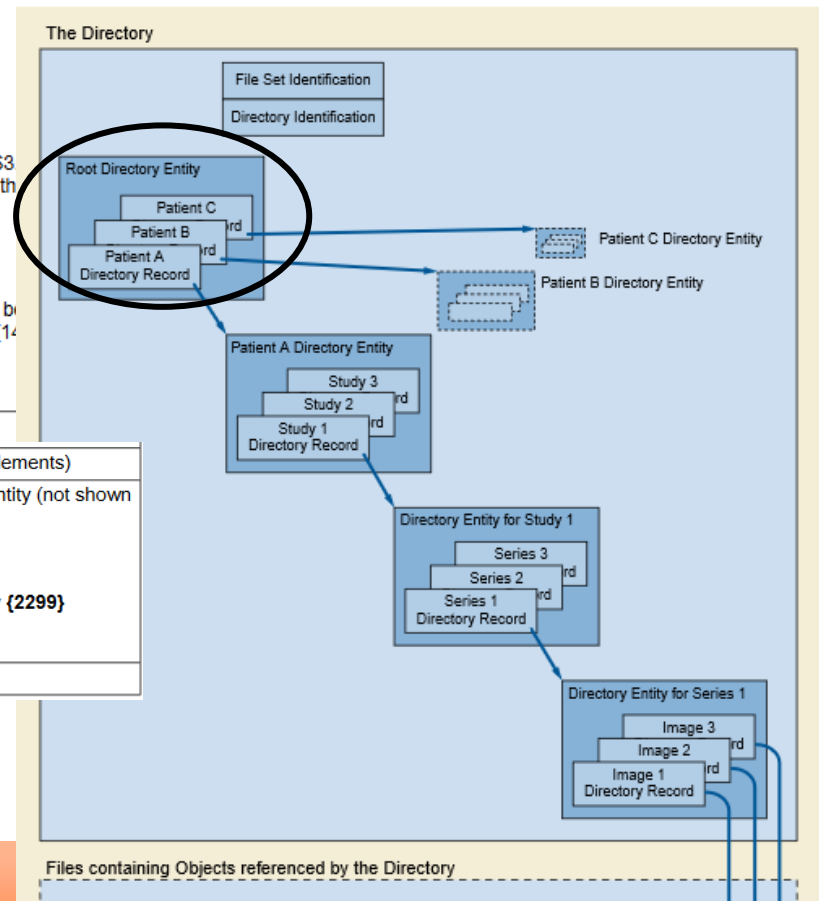 The Directory
File Set Identification
Directory Identification
Root Directory Entity
Patient C
rd
Patient B
rd
Patient A
Directory Record
Patient C Directory Entity
Patient B Directory Entity
Patient A Directory Entity
Study 3
rd
Study 2
rd
Study 1
Directory Record
lements)
ntity (not shown
{2299}
Directory Entity for Study 1
Series 3
rd
Series 2
rd
Series 1
Directory Record
Directory Entity for Series 1
Image 3
rd
Image 2
rd
Image 1
Directory Record
Files containing Objects referenced by the Directory